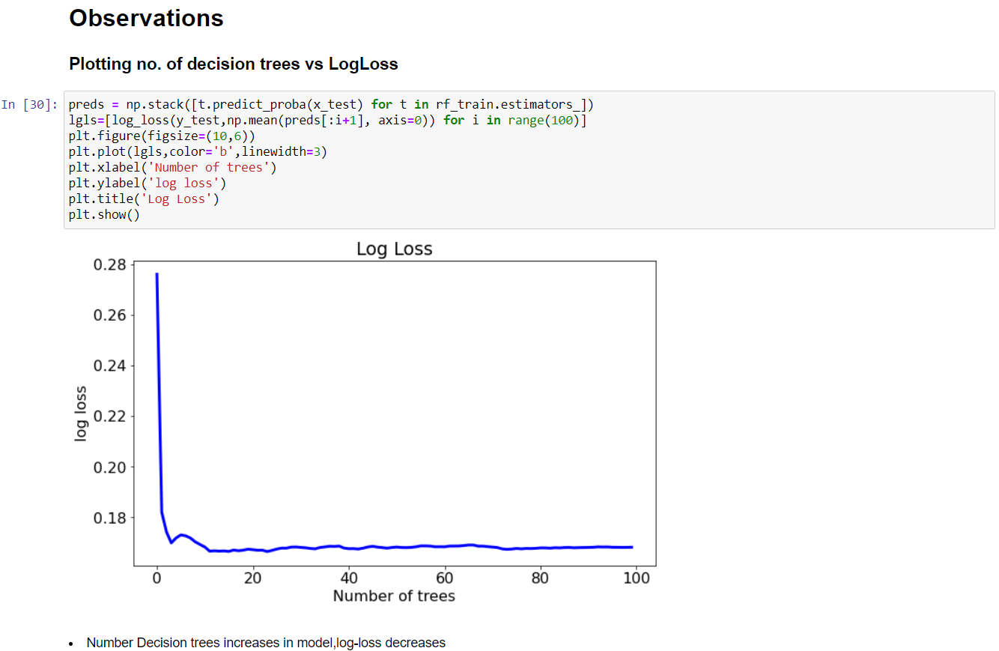 Observations
Plotting no. of decision trees vs LogLoss
In [30]:
preds = np.stack([t.predict_proba(x_test) for t in rf_train.estimators_])
lgls=[log_loss(y_test,np.mean(preds[:i+1], axis=0)) for i in range(100)]
plt.figure(figsize=(10,6))
plt.plot(lgls,color='b',linewidth=3)
plt.xlabel('Number of trees')
plt.ylabel('log loss')
plt.title('Log Loss')
plt.show()
Log Loss
0.28
0.26
0.24
0.22
0.20
0.18
log loss
0 20 40 60 80 100
Number of trees
• Number Decision trees increases in model,log-loss decreases